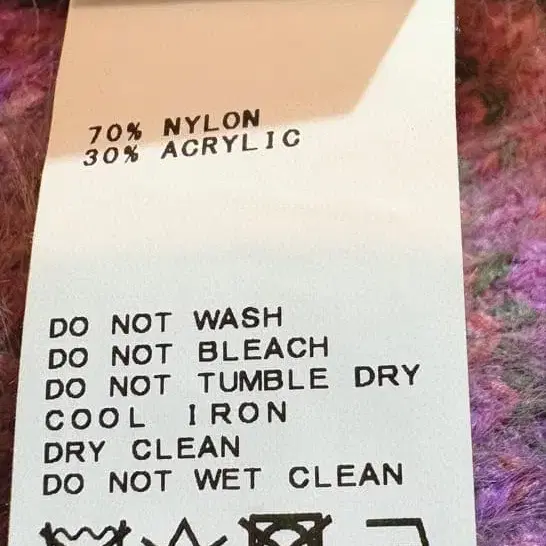 70% NYLON
30% ACRYLIC
DO NOT WASH
DO NOT BLEACH
DO NOT TUMBLE DRY
COOL IRON
DRY CLEAN
DO NOT WET CLEAN